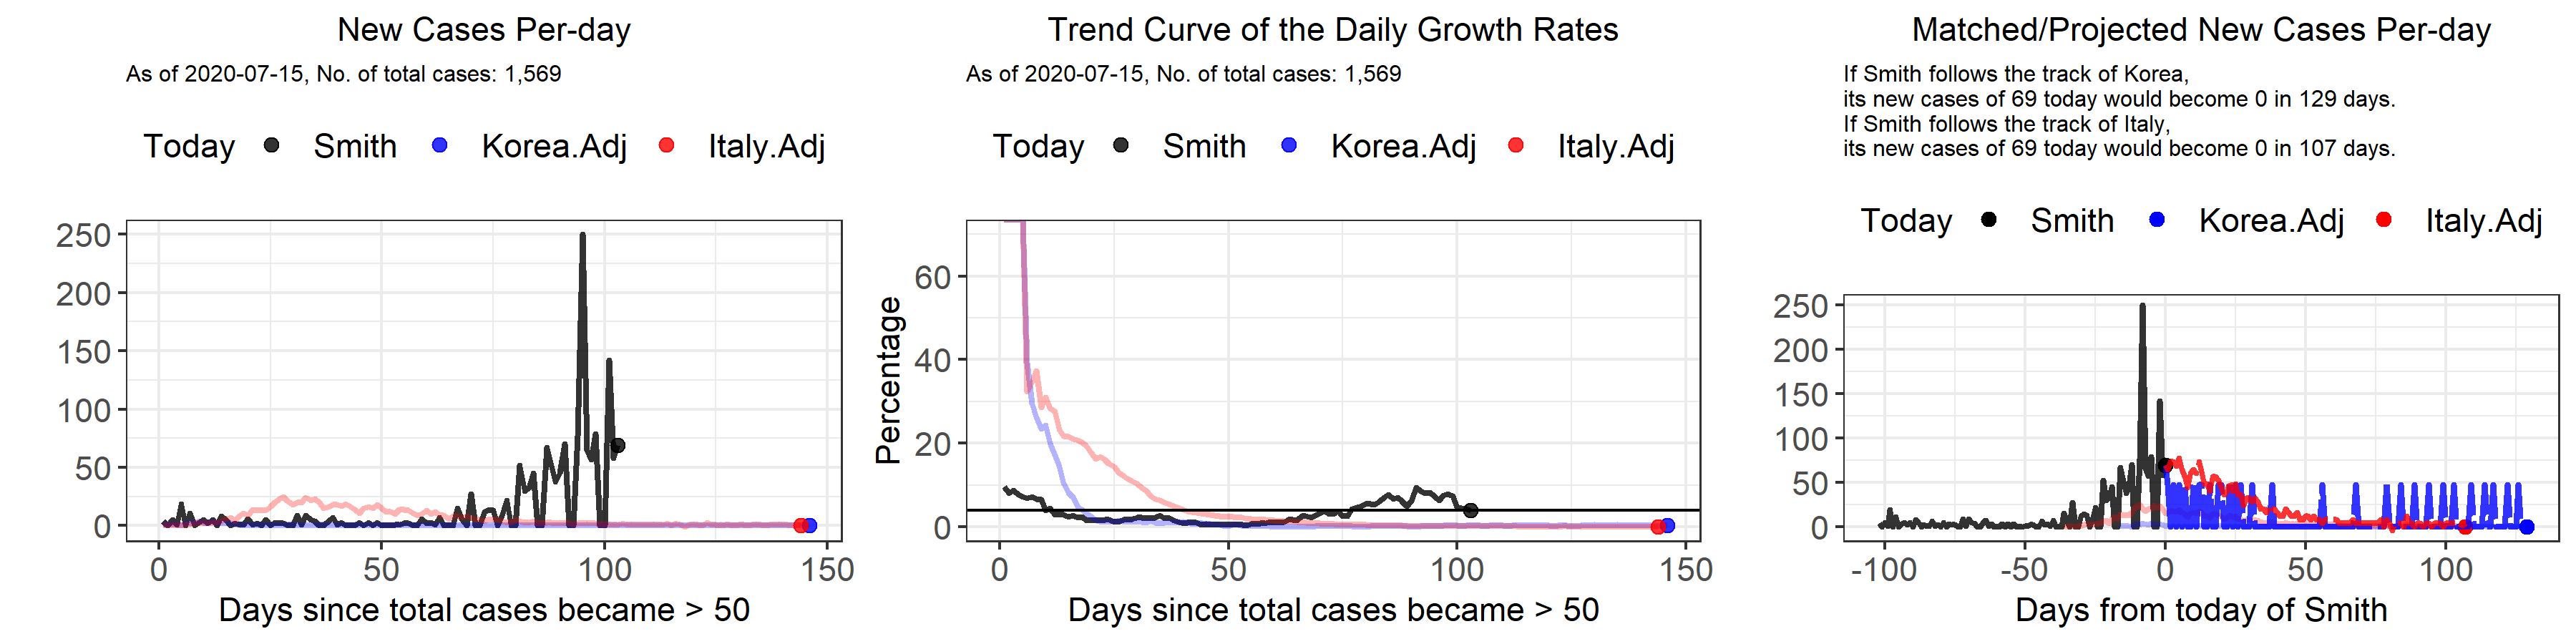 New Cases Per-day
As of 2020-07-15, No. of total cases: 1,569
Today Smith Korea.Adj Italy.Adj
250
200
150
100
50
0
0 50 100 150
Days since total cases became > 50
Trend Curve of the Daily Growth Rates
As of 2020-07-15, No. of total cases: 1,569
Today Smith Korea.Adj Italy.Adj
Percentage
60
40
20
0
0 50 100 150
Days since total cases became > 50
Matched/Projected New Cases Per-day
If Smith follows the track of Korea,
its new cases of 69 today would become 0 in 129 days.
If Smith follows the track of Italy,
its new cases of 69 today would become 0 in 107 days.
Today Smith Korea.Adj Italy.Adj
250
200
150
100
50
0
-100 -50 0 50 100
Days from today of Smith